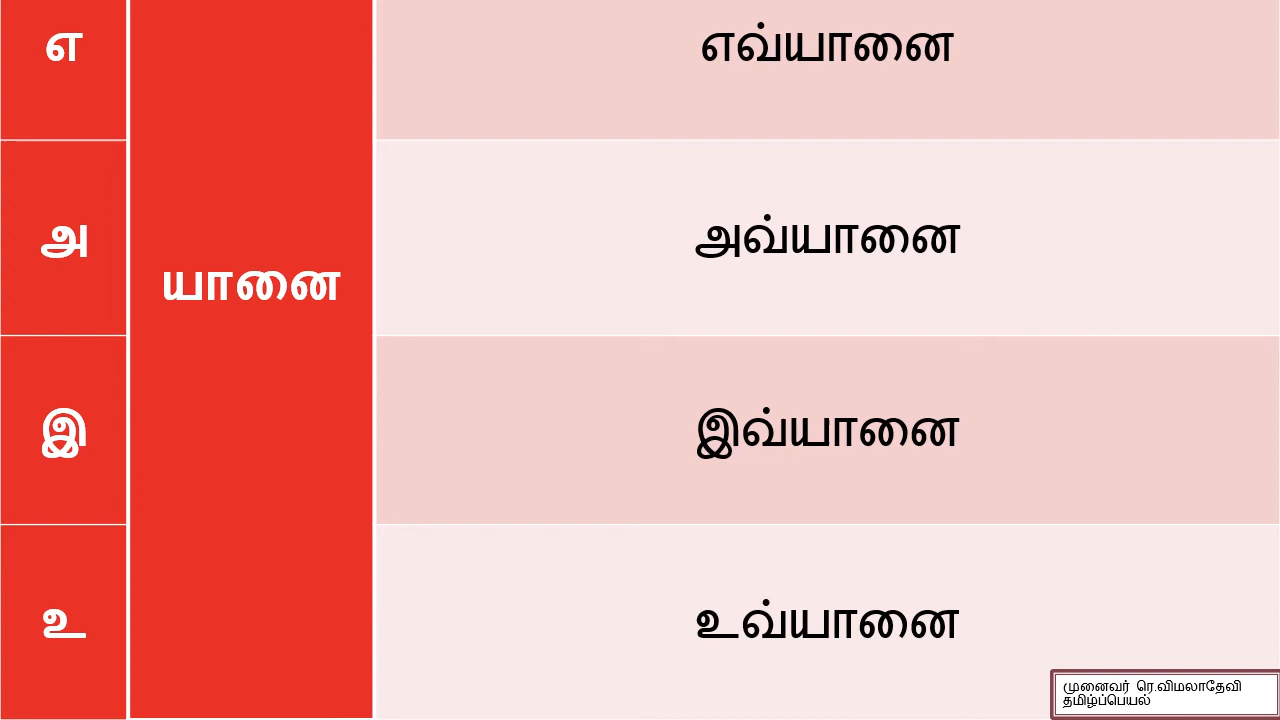 எ எவ்யானை
அ அவ்யானை
யானை
இ இவ்யானை
உ உவ்யானை
முனைவர் ரெ.விமலாதேவி
தமிழ்ப்பெயல்